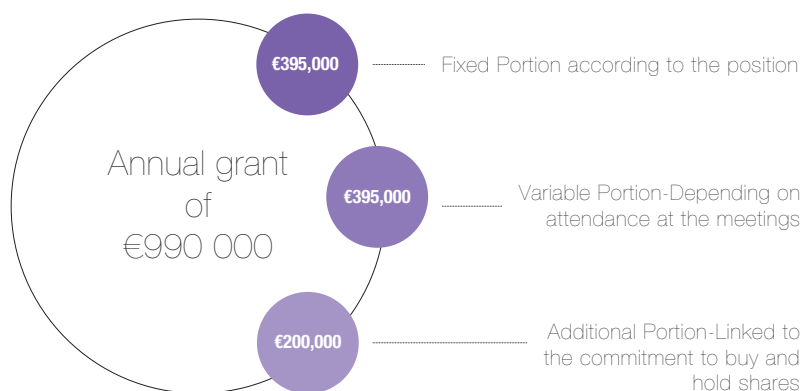 €395,000
Fixed Portion according to the position
Annual grant
of
€990 000
€395,000
Variable Portion-Depending on
attendance at the meetings
€200,000
Additional Portion-Linked to
the commitment to buy and
hold shares